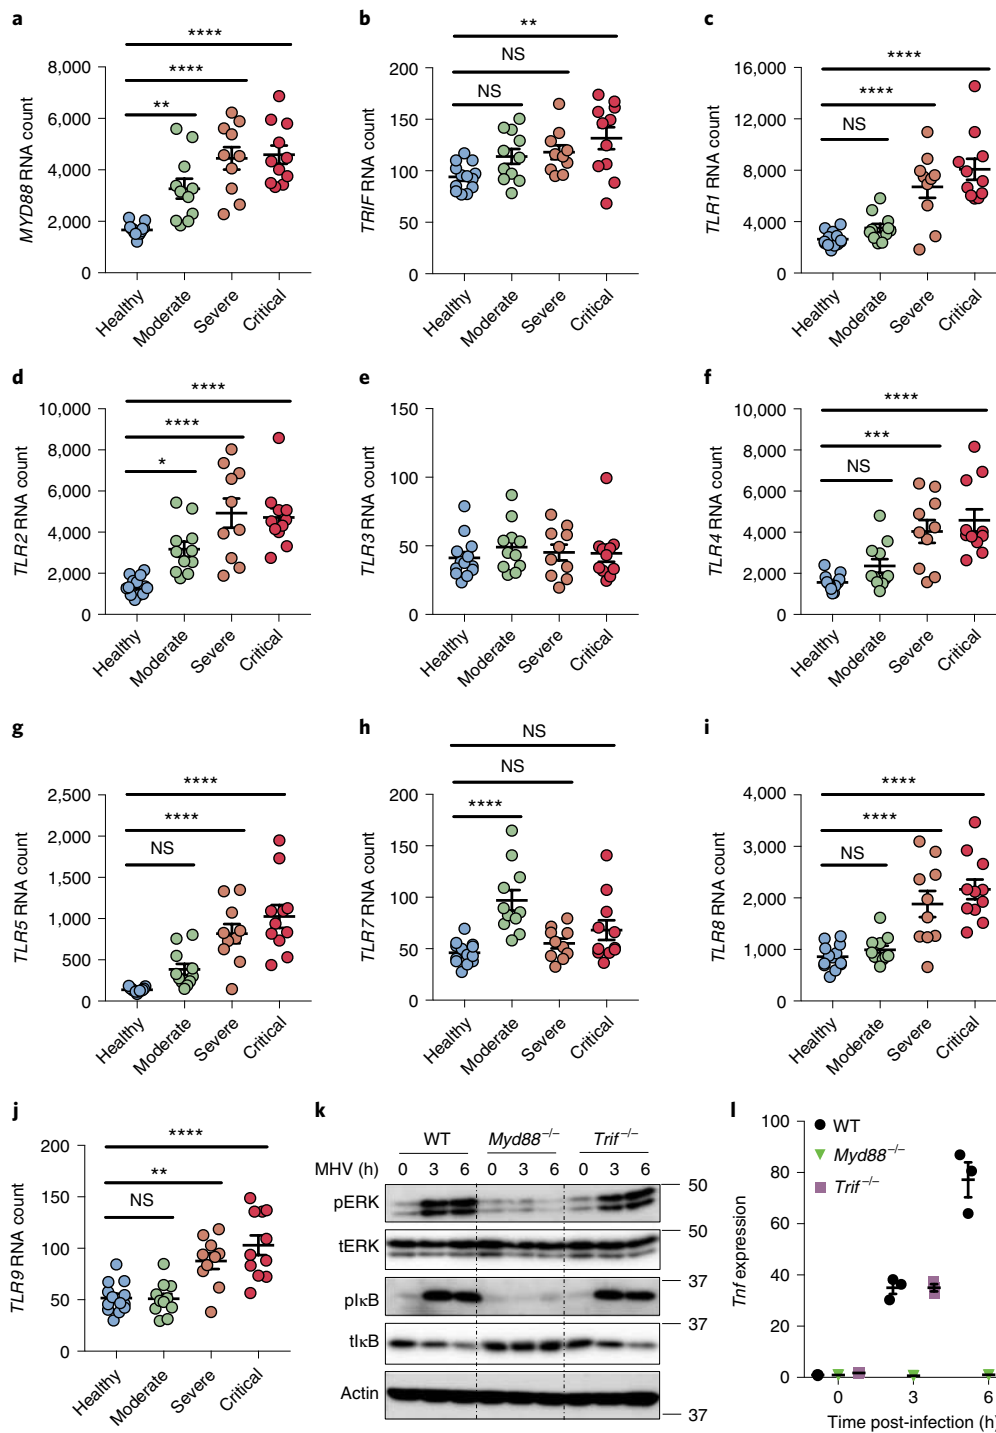 a
****
****
**
MYD88 RNA count
8,000
6,000
4,000
2,000
0
Healthy
Moderate
Severe
Critical
b
**
NS
NS
TRIF RNA count
200
150
100
50
0
Healthy
Moderate
Severe
Critical
c
****
****
NS
TLR1 RNA count
16,000
12,000
8,000
4,000
0
Healthy
Moderate
Severe
Critical
d
****
****
*
TLR2 RNA count
10,000
8,000
6,000
4,000
2,000
0
Healthy
Moderate
Severe
Critical
e
TLR3 RNA count
150
100
50
0
Healthy
Moderate
Severe
Critical
f
****
***
NS
TLR4 RNA count
10,000
8,000
6,000
4,000
2,000
0
Healthy
Moderate
Severe
Critical
g
****
****
NS
TLR5 RNA count
2,500
2,000
1,500
1,000
500
0
Healthy
Moderate
Severe
Critical
h
NS
NS
****
TLR7 RNA count
200
150
100
50
0
Healthy
Moderate
Severe
Critical
i
****
****
NS
TLR8 RNA count
4,000
3,000
2,000
1,000
0
Healthy
Moderate
Severe
Critical
j
****
**
NS
TLR9 RNA count
200
150
100
50
0
Healthy
Moderate
Severe
Critical
k
WT Myd88–/– Trif–/–
MHV (h) 0 3 6 0 3 6 0 3 6
pERK
50
tERK
50
pIκB
37
tIκB
37
Actin
37
l
WT
Myd88–/–
Trif–/–
Tnf expression
100
80
60
40
20
0
0 3 6
Time post-infection (h)